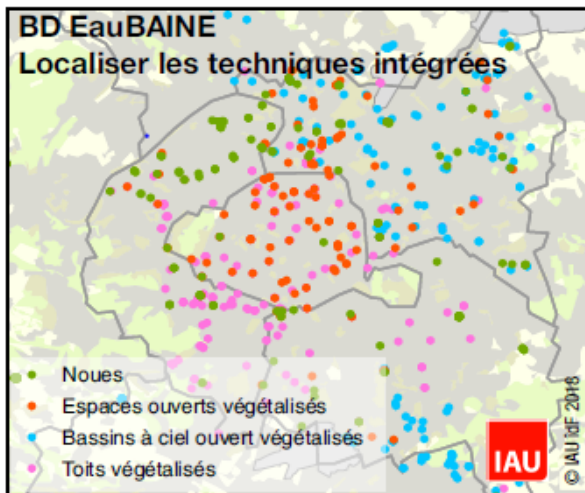 BD EauBAINE
Localiser les techniques intégrées
Noues
Espaces ouverts végétalisés
Bassins à ciel ouvert végétalisés
Toits végétalisés
IAU
© IAU îdF 2018